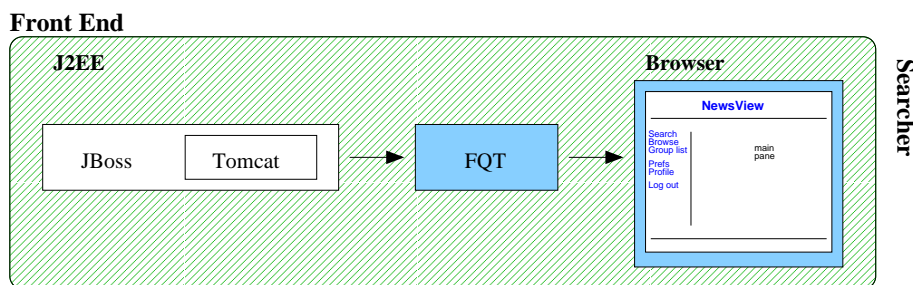 Front End
J2EE
Browser
Searcher
NewsView
JBoss
Tomcat
FQT
Search
Browse
Group list
Prefs
Profile
Log out
main
pane